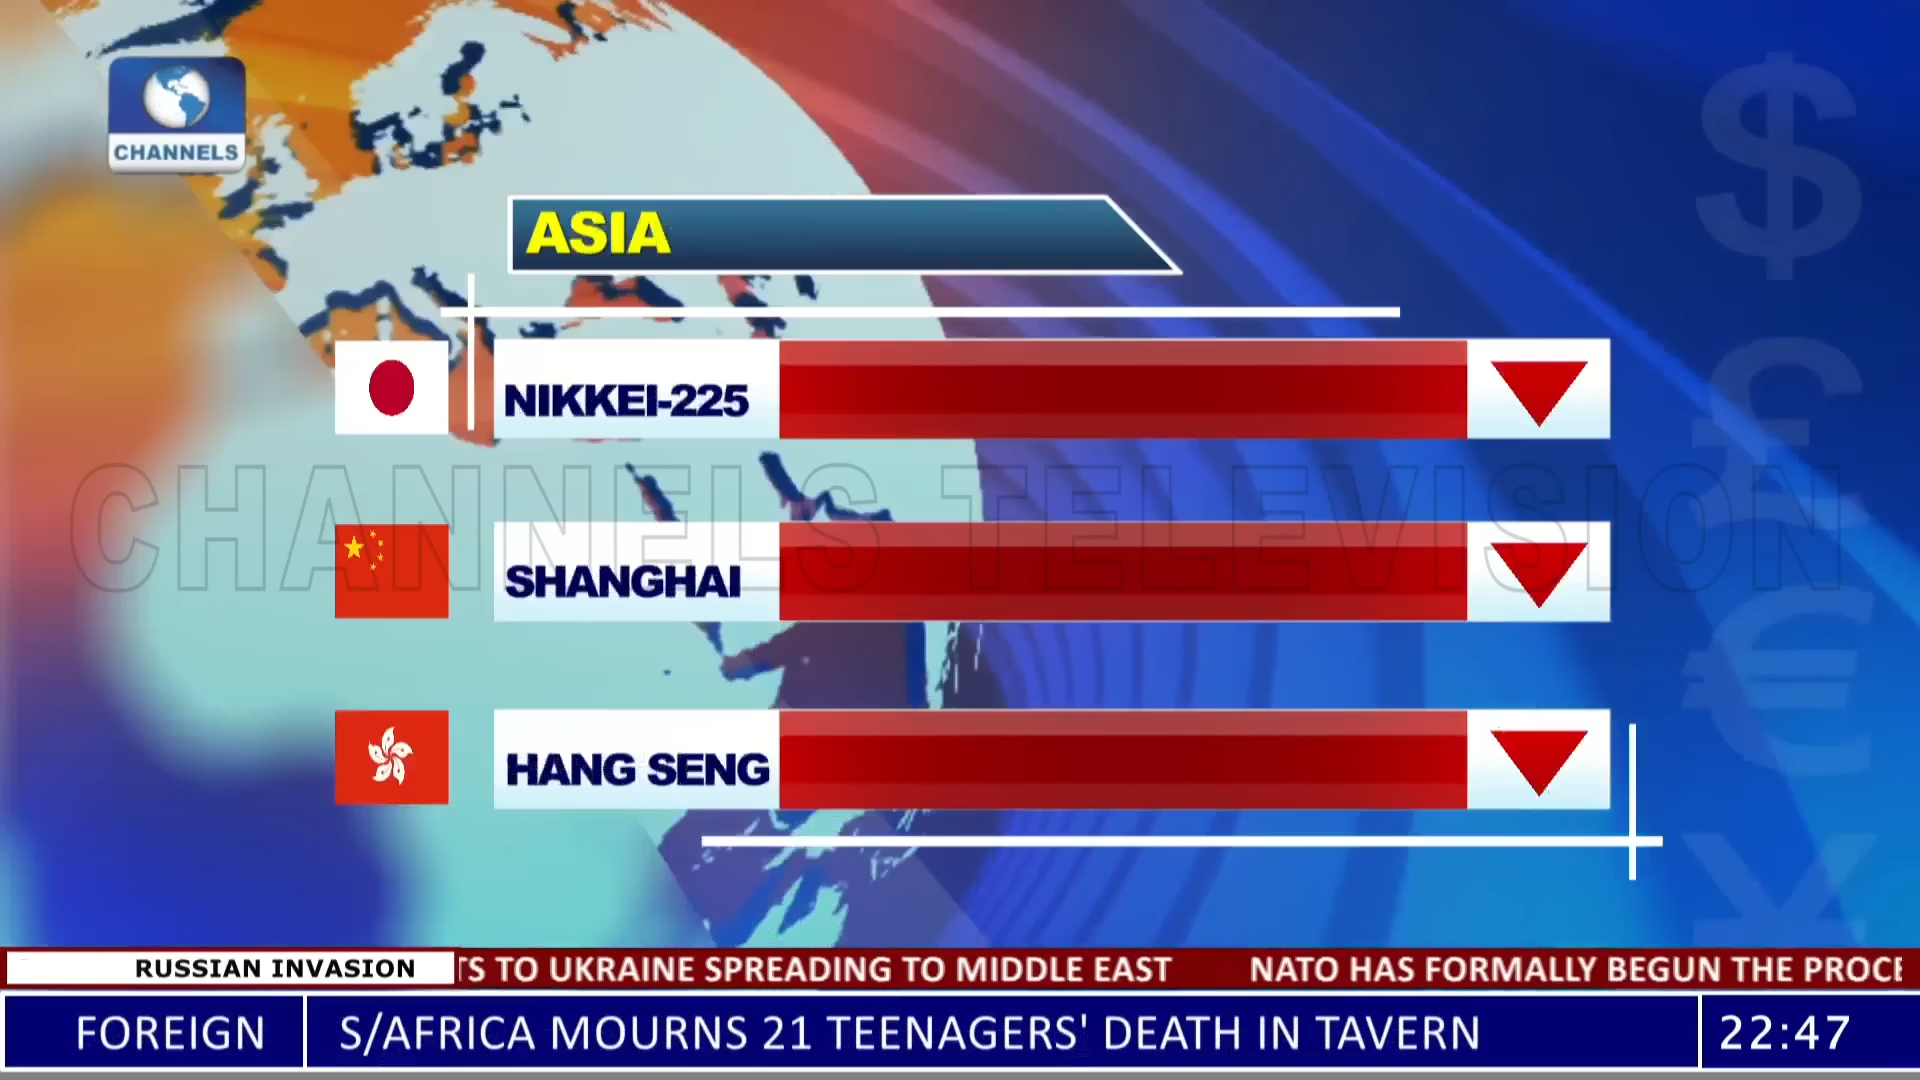 CHANNELS
ASIA
NIKKEI-225
CHANNELS TELEVISION
SHANGHAI
HANG SENG
$
£
€
¥
RUSSIAN INVASION TS TO UKRAINE SPREADING TO MIDDLE EAST NATO HAS FORMALLY BEGUN THE PROCE
FOREIGN S/AFRICA MOURNS 21 TEENAGERS' DEATH IN TAVERN 22:47